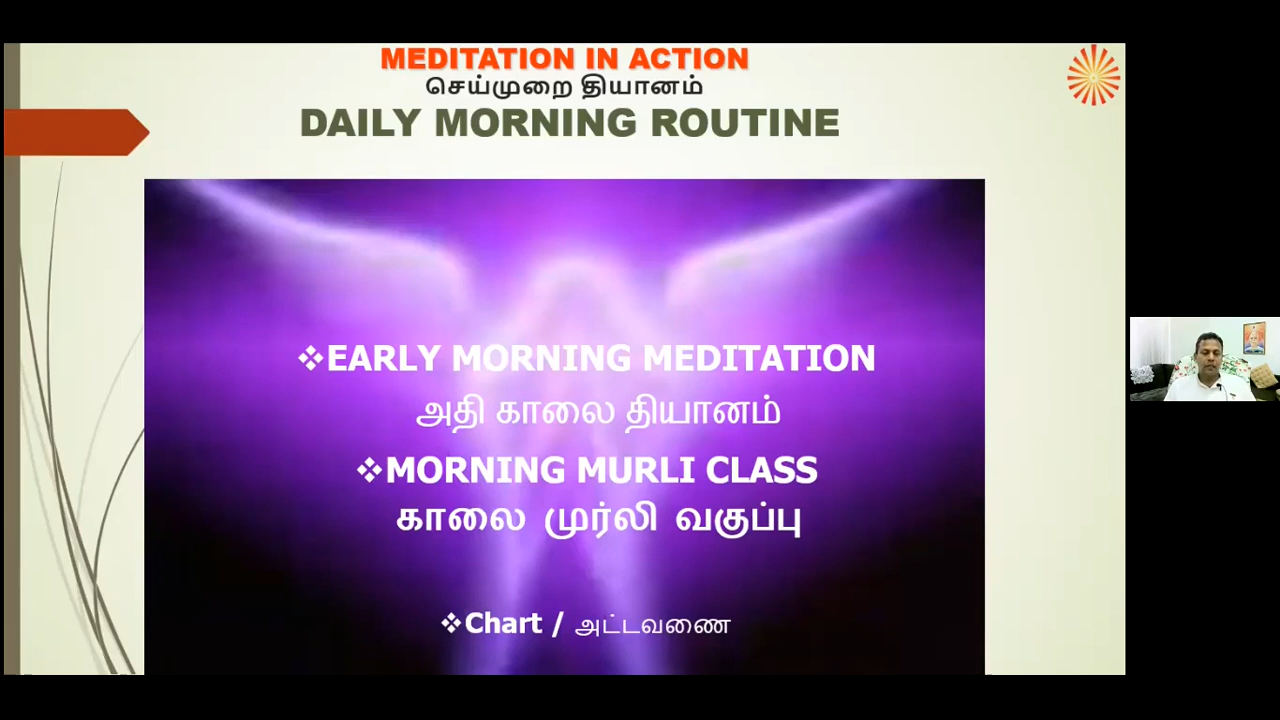 MEDITATION IN ACTION
செய்முறை தியானம்
DAILY MORNING ROUTINE
❖EARLY MORNING MEDITATION
அதி காலை தியானம்
❖MORNING MURLI CLASS
காலை முர்லி வகுப்பு
❖Chart / அட்டவணை